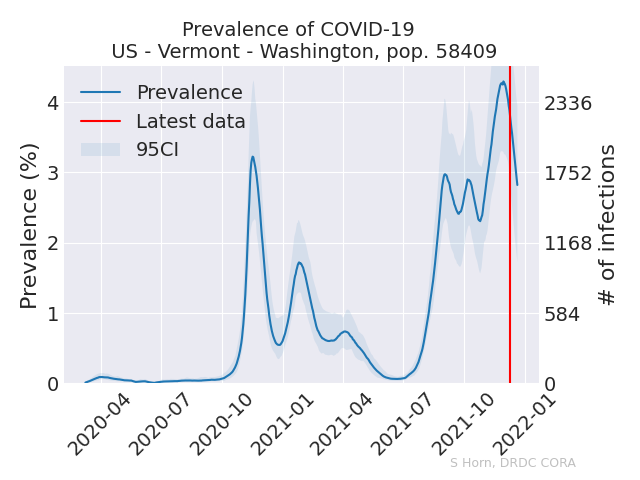 Prevalence of COVID-19
US - Vermont - Washington, pop. 58409
Prevalence
Latest data
95CI
Prevalence (%)
4
3
2
1
0
2336
1752
1168
584
0
# of infections
2020-04
2020-07
2020-10
2021-01
2021-04
2021-07
2021-10
2022-01
S Horn, DRDC CORA